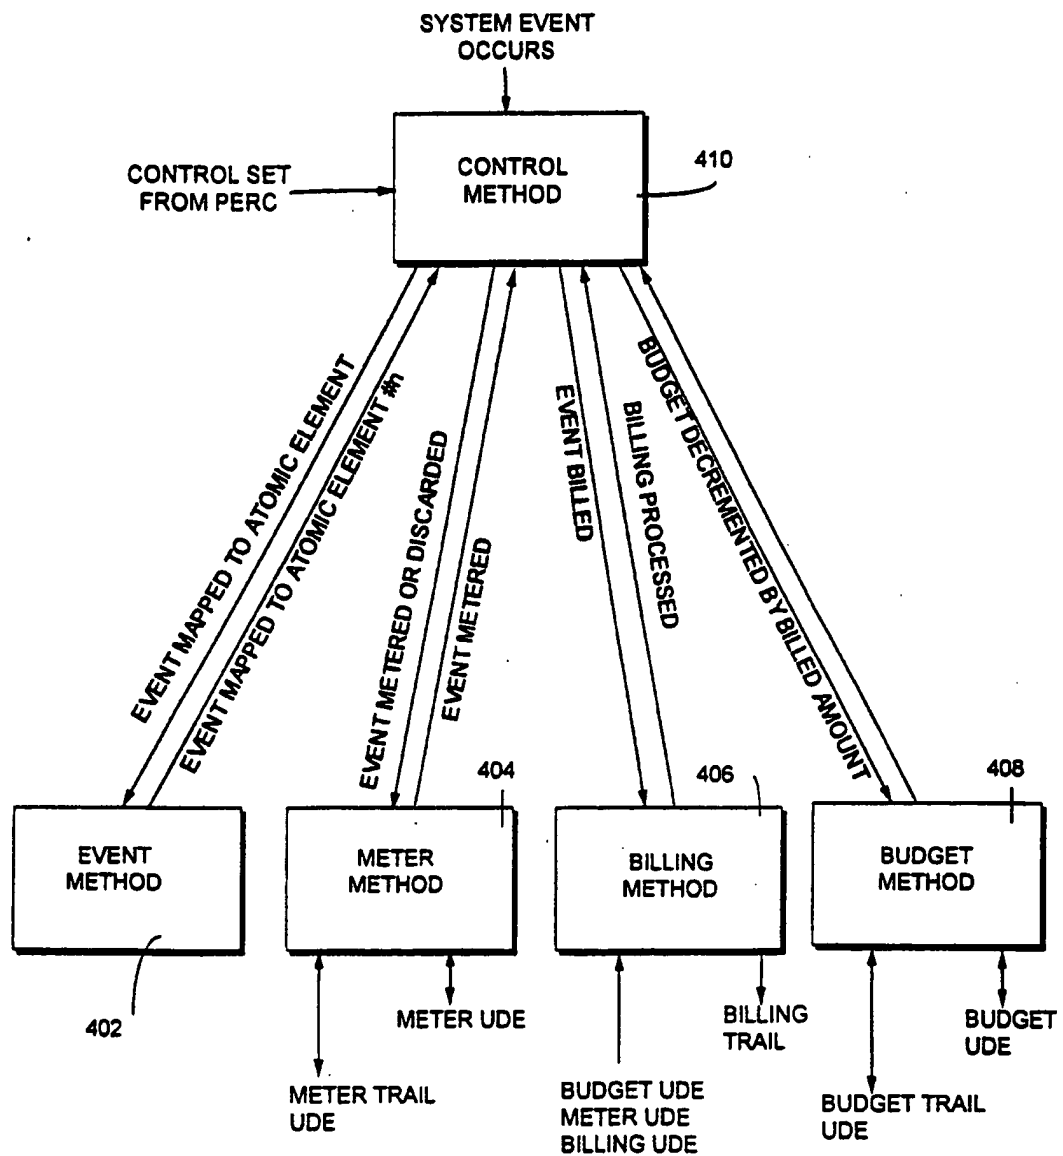 SYSTEM EVENT
OCCURS
CONTROL SET
FROM PERC
CONTROL
METHOD
410
EVENT MAPPED TO ATOMIC ELEMENT
EVENT MAPPED TO ATOMIC ELEMENT #n
EVENT METERED OR DISCARDED
EVENT METERED
EVENT BILLED
BILLING PROCESSED
BUDGET DECREMENTED BY BILLED AMOUNT
EVENT
METHOD
402
METER
METHOD
404
BILLING
METHOD
406
BUDGET
METHOD
408
METER TRAIL
UDE
METER UDE
BUDGET UDE
METER UDE
BILLING UDE
BILLING
TRAIL
BUDGET TRAIL
UDE
BUDGET
UDE